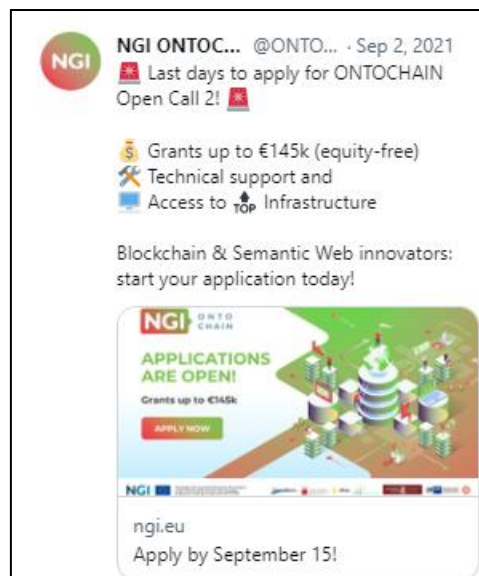 NGI
NGI ONTOC... @ONTO... · Sep 2, 2021
🚨 Last days to apply for ONTOCHAIN
Open Call 2! 🚨
💰 Grants up to €145k (equity-free)
🛠 Technical support and
🖥 Access to 🔝 Infrastructure
Blockchain & Semantic Web innovators:
start your application today!
NGI ONTO
CHAIN
APPLICATIONS
ARE OPEN!
Grants up to €145k
APPLY NOW
NGI
ngi.eu
Apply by September 15!